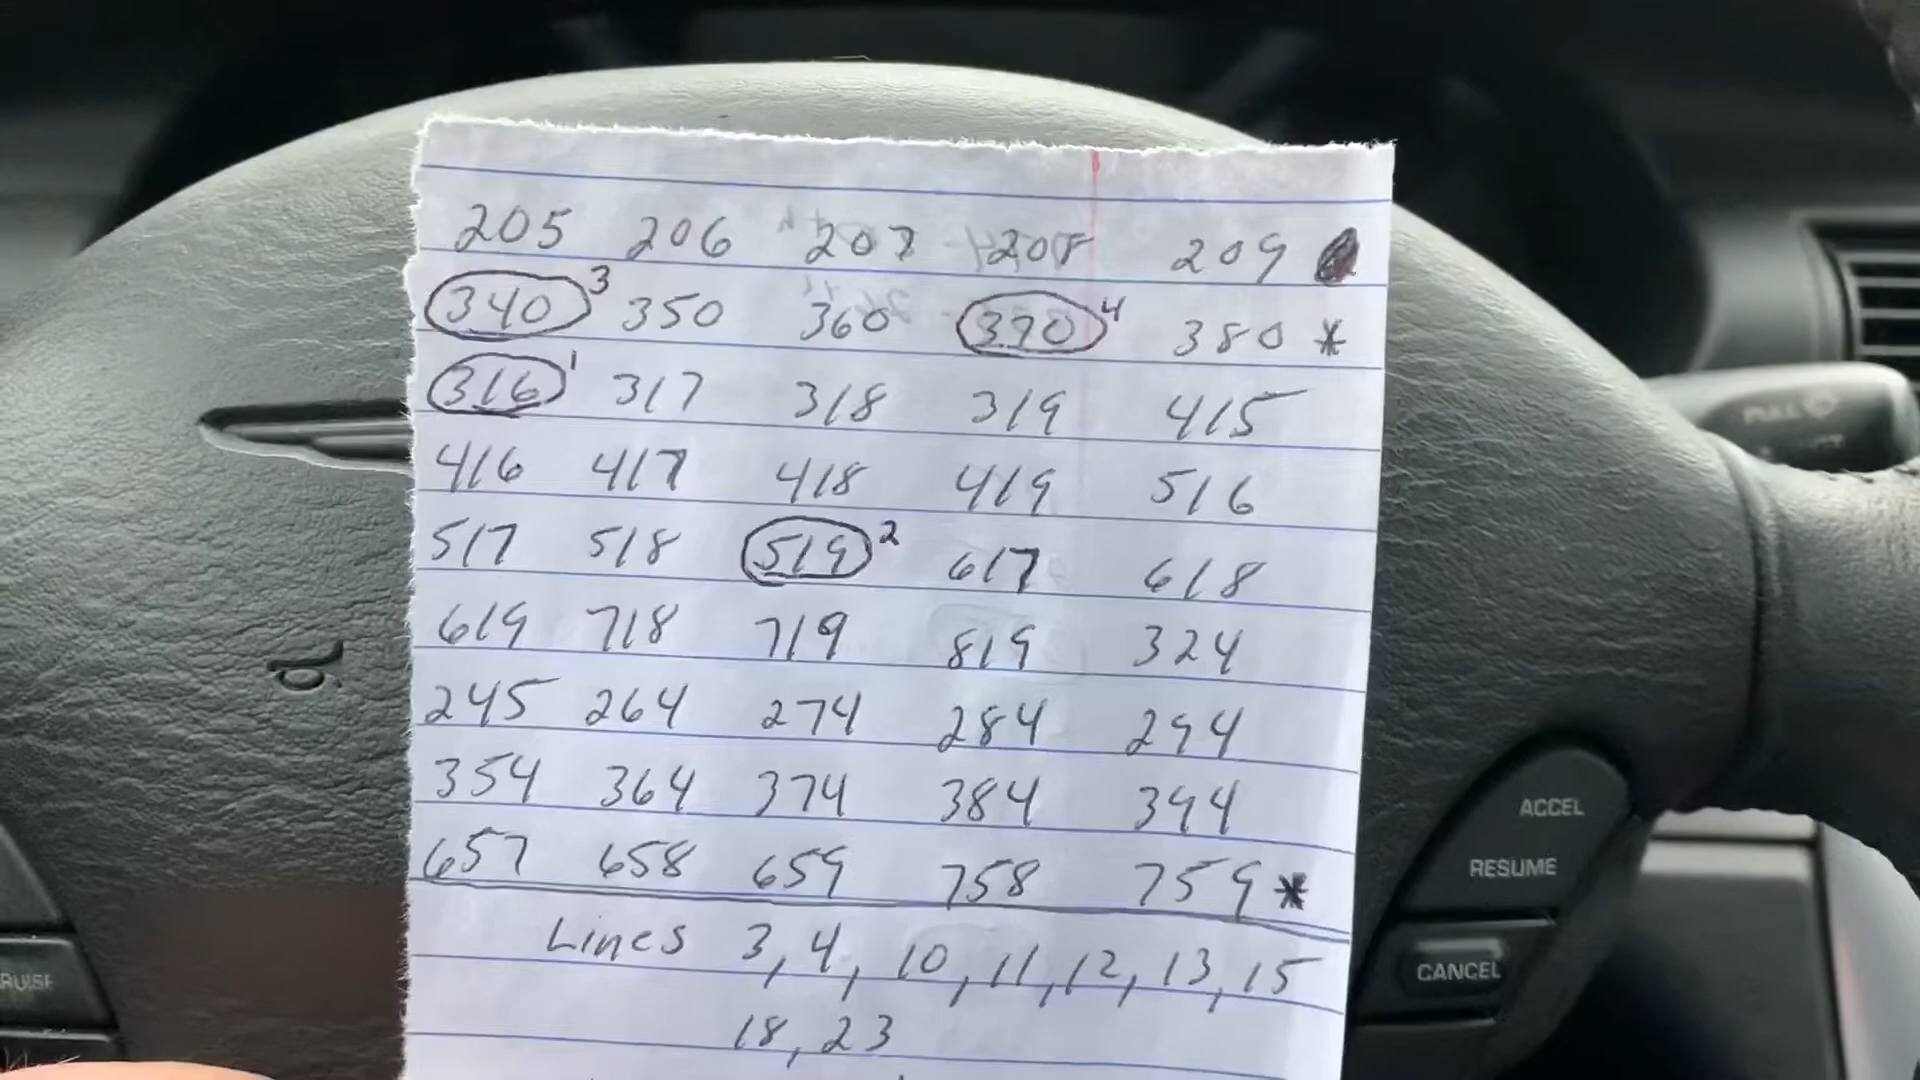 205 206 207 208 209
340 3 350 360 370 4 380 *
316 1 317 318 319 415
416 417 418 419 516
517 518 519 2 617 618
619 718 719 819 324
245 264 274 284 294
354 364 374 384 394
657 658 659 758 759 *
Lines 3, 4, 10, 11, 12, 13, 15
18, 23
ACCEL
RESUME
CANCEL